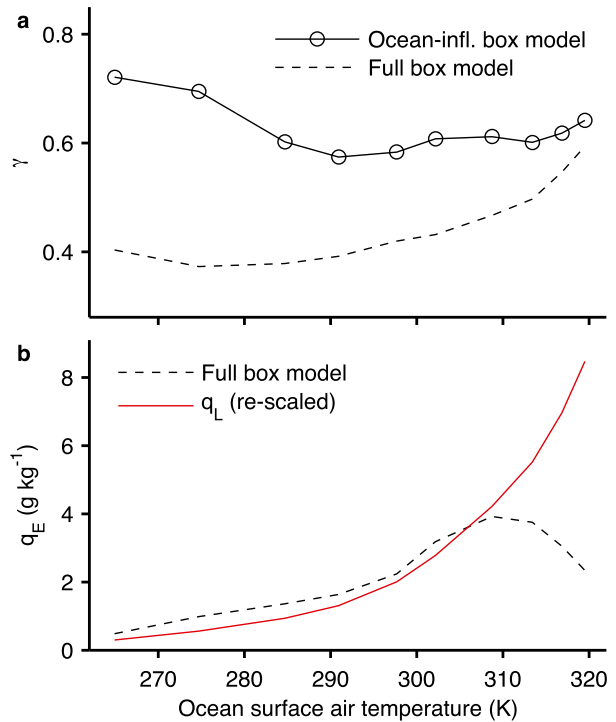 a
0.8
Ocean-infl. box model
Full box model
0.6
γ
0.4
b
Full box model
8
q_L (re-scaled)
6
q_E (g kg⁻¹)
4
2
0
270 280 290 300 310 320
Ocean surface air temperature (K)